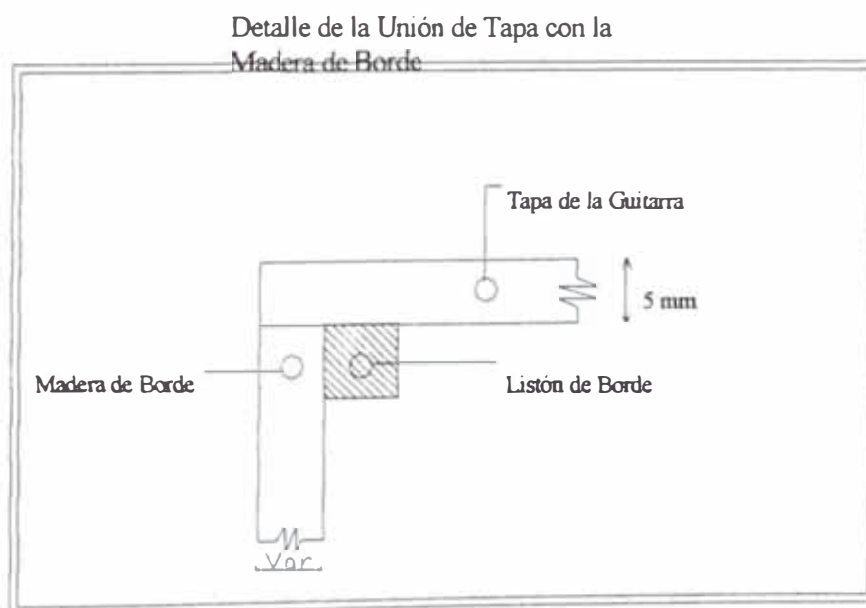 Detalle de la Unión de Tapa con la
Madera de Borde
Tapa de la Guitarra
5 mm
Madera de Borde
Listón de Borde
Var